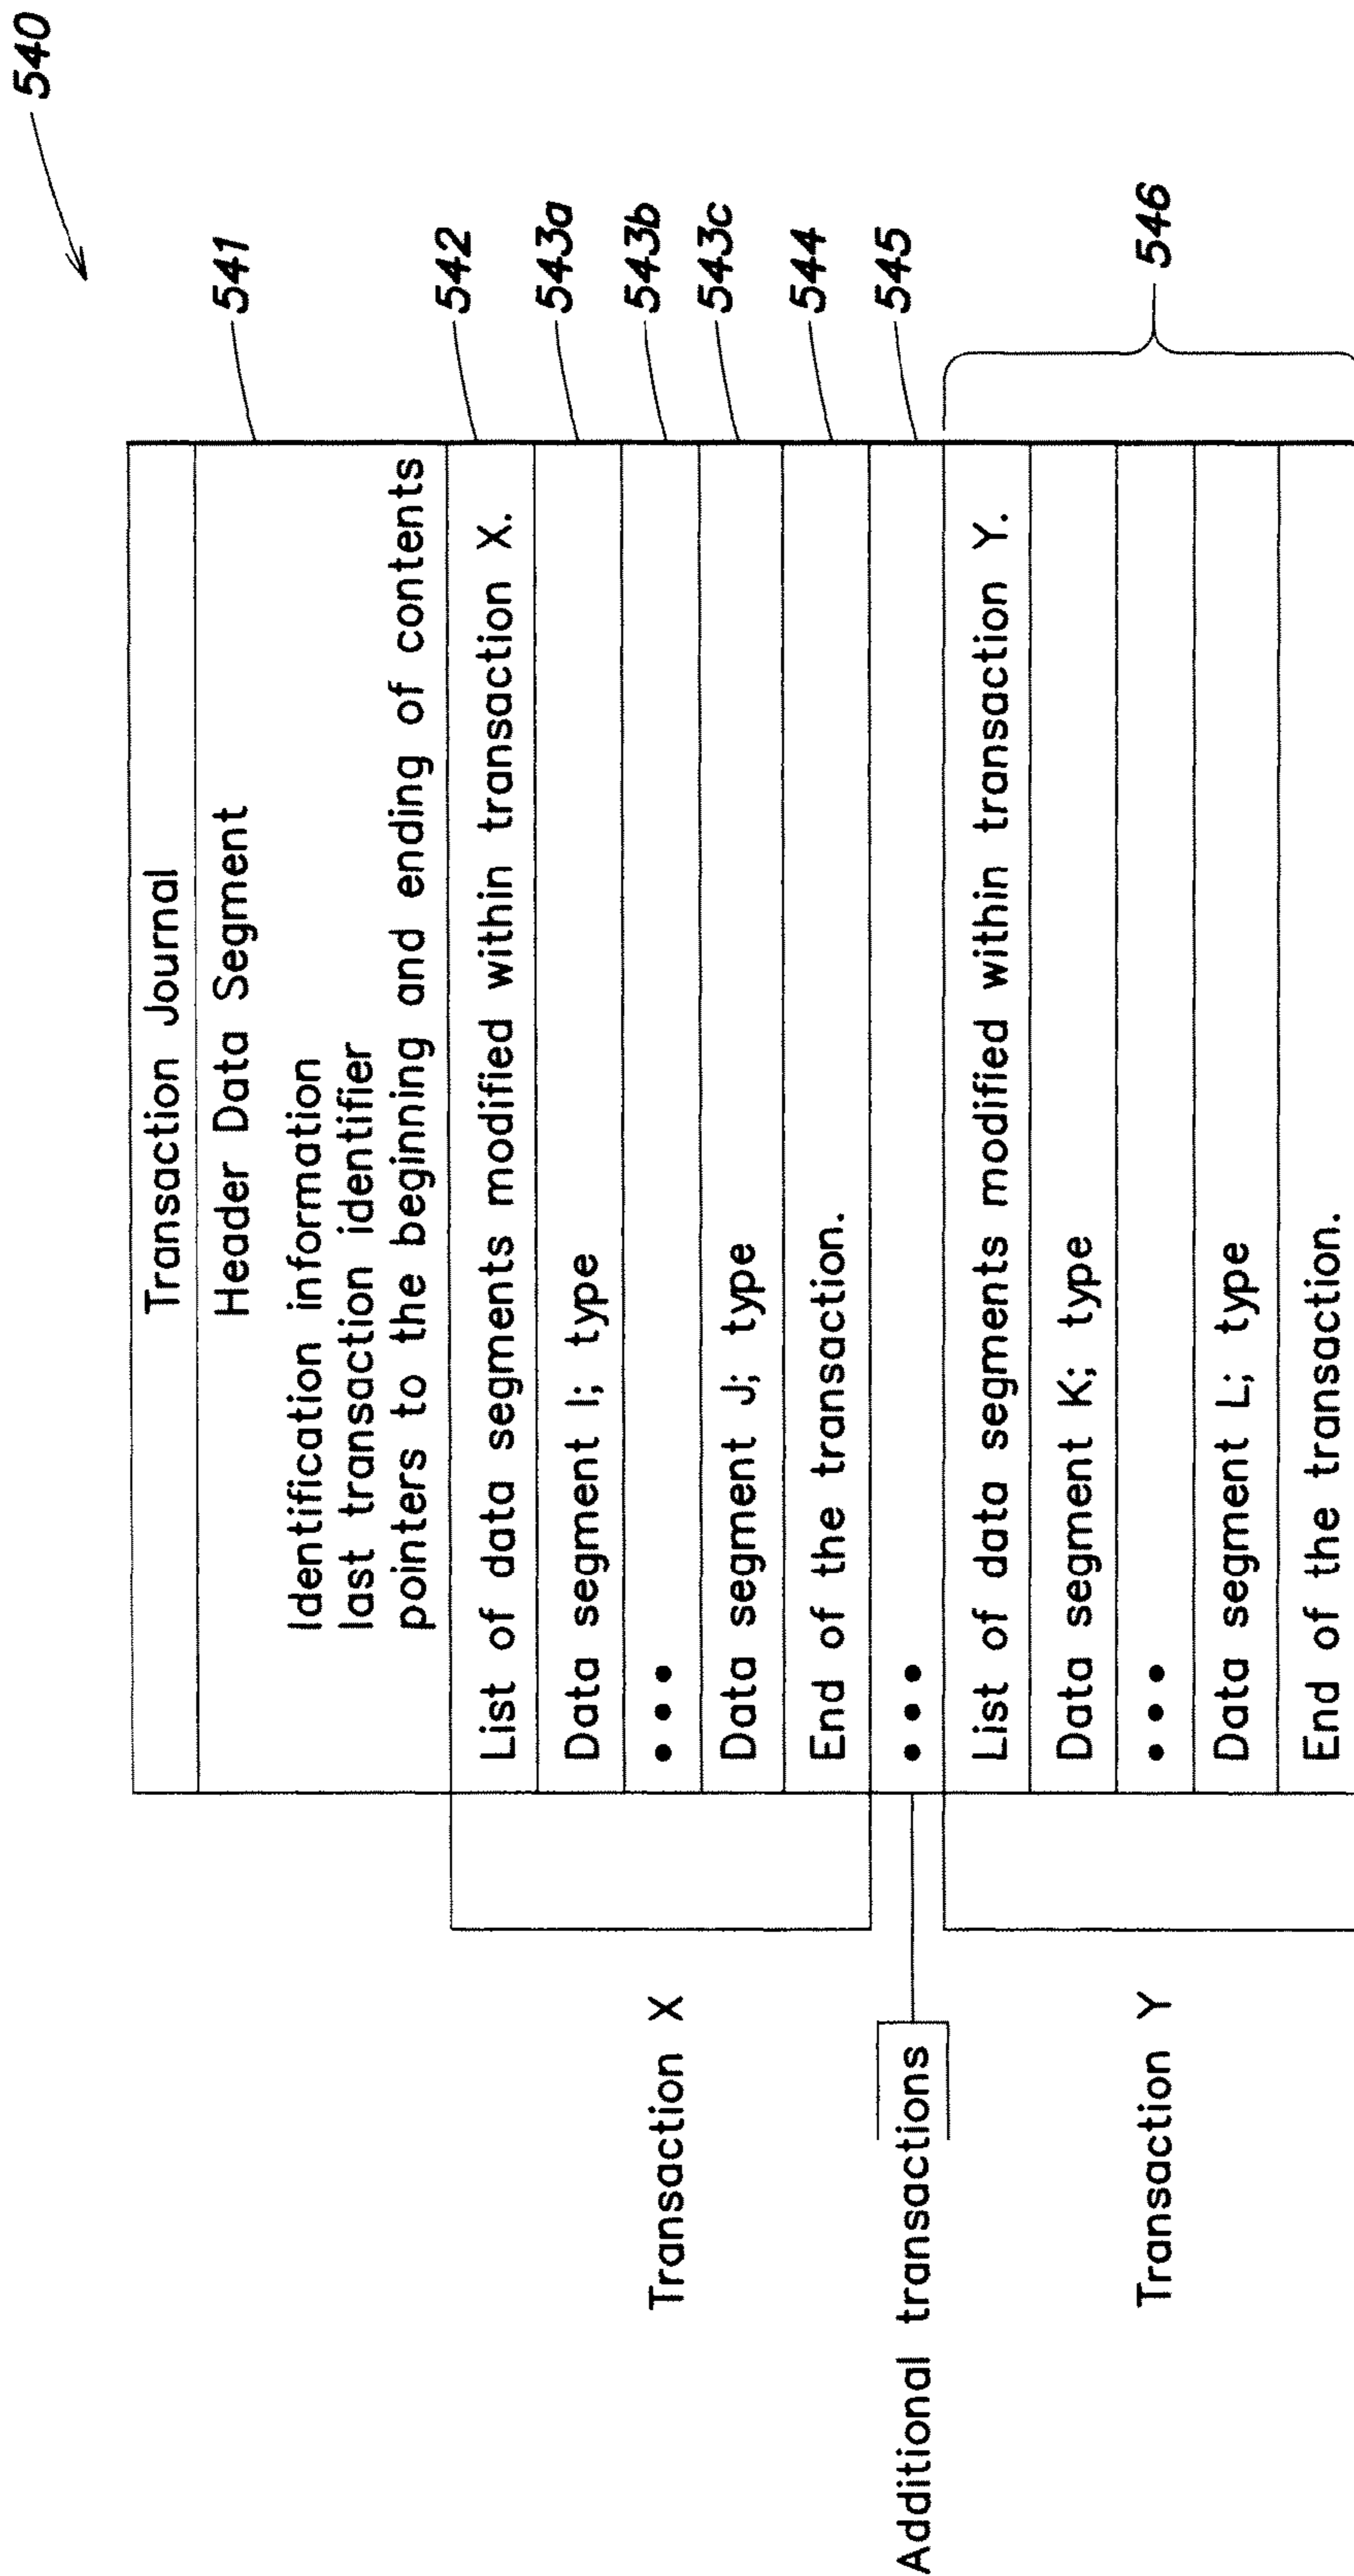 540
Transaction Journal
Header Data Segment
541
Identification information
last transaction identifier
pointers to the beginning and ending of contents
Transaction X
List of data segments modified within transaction X.
542
Data segment I; type
543a
•••
543b
Data segment J; type
543c
End of the transaction.
544
Additional transactions
•••
545
Transaction Y
List of data segments modified within transaction Y.
Data segment K; type
•••
546
Data segment L; type
End of the transaction.